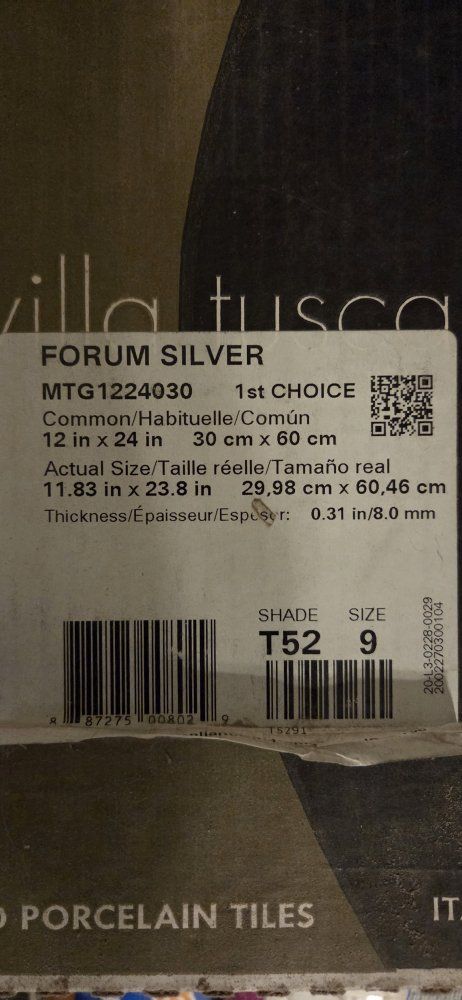 villa tusca
FORUM SILVER
MTG1224030 1st CHOICE
Common/Habituelle/Común
12 in x 24 in 30 cm x 60 cm
Actual Size/Taille réelle/Tamaño real
11.83 in x 23.8 in 29,98 cm x 60,46 cm
Thickness/Épaisseur/Espesor: 0.31 in/8.0 mm
SHADE SIZE
T52 9
20-L3-0228-0029
2002270300104
8 87275 00802 9
T5291
PORCELAIN TILES